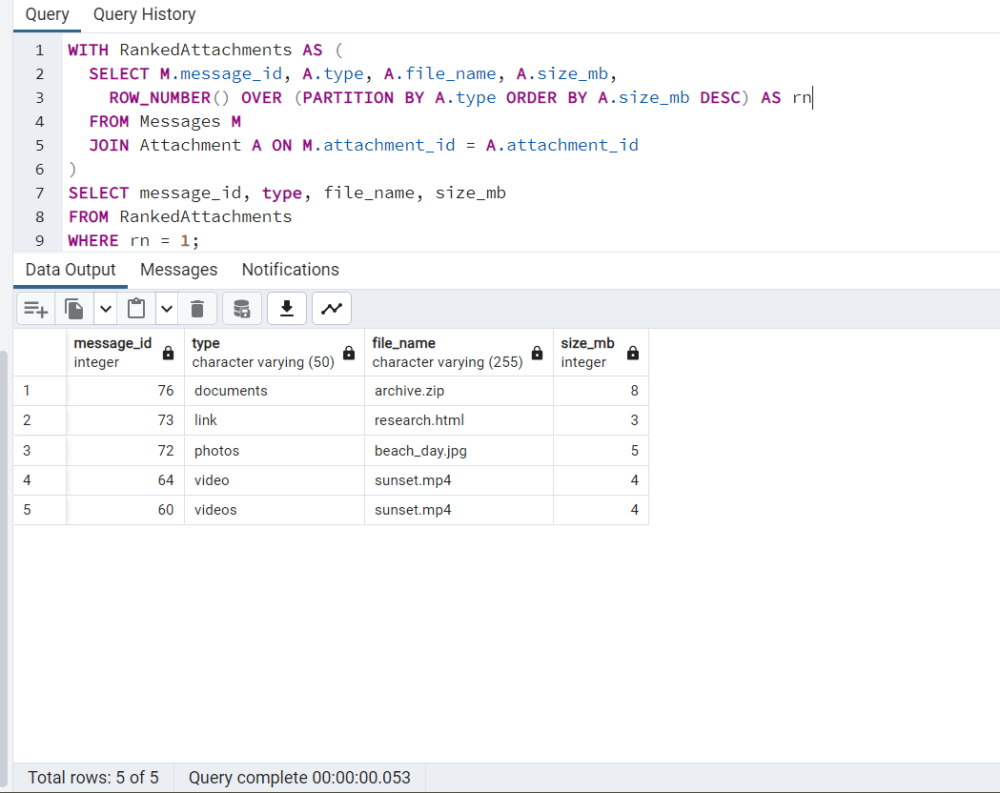 Query Query History
1 WITH RankedAttachments AS (
2 SELECT M.message_id, A.type, A.file_name, A.size_mb,
3 ROW_NUMBER() OVER (PARTITION BY A.type ORDER BY A.size_mb DESC) AS rn
4 FROM Messages M
5 JOIN Attachment A ON M.attachment_id = A.attachment_id
6 )
7 SELECT message_id, type, file_name, size_mb
8 FROM RankedAttachments
9 WHERE rn = 1;
Data Output Messages Notifications
message_id type file_name size_mb
integer character varying (50) character varying (255) integer
1 76 documents archive.zip 8
2 73 link research.html 3
3 72 photos beach_day.jpg 5
4 64 video sunset.mp4 4
5 60 videos sunset.mp4 4
Total rows: 5 of 5 Query complete 00:00:00.053